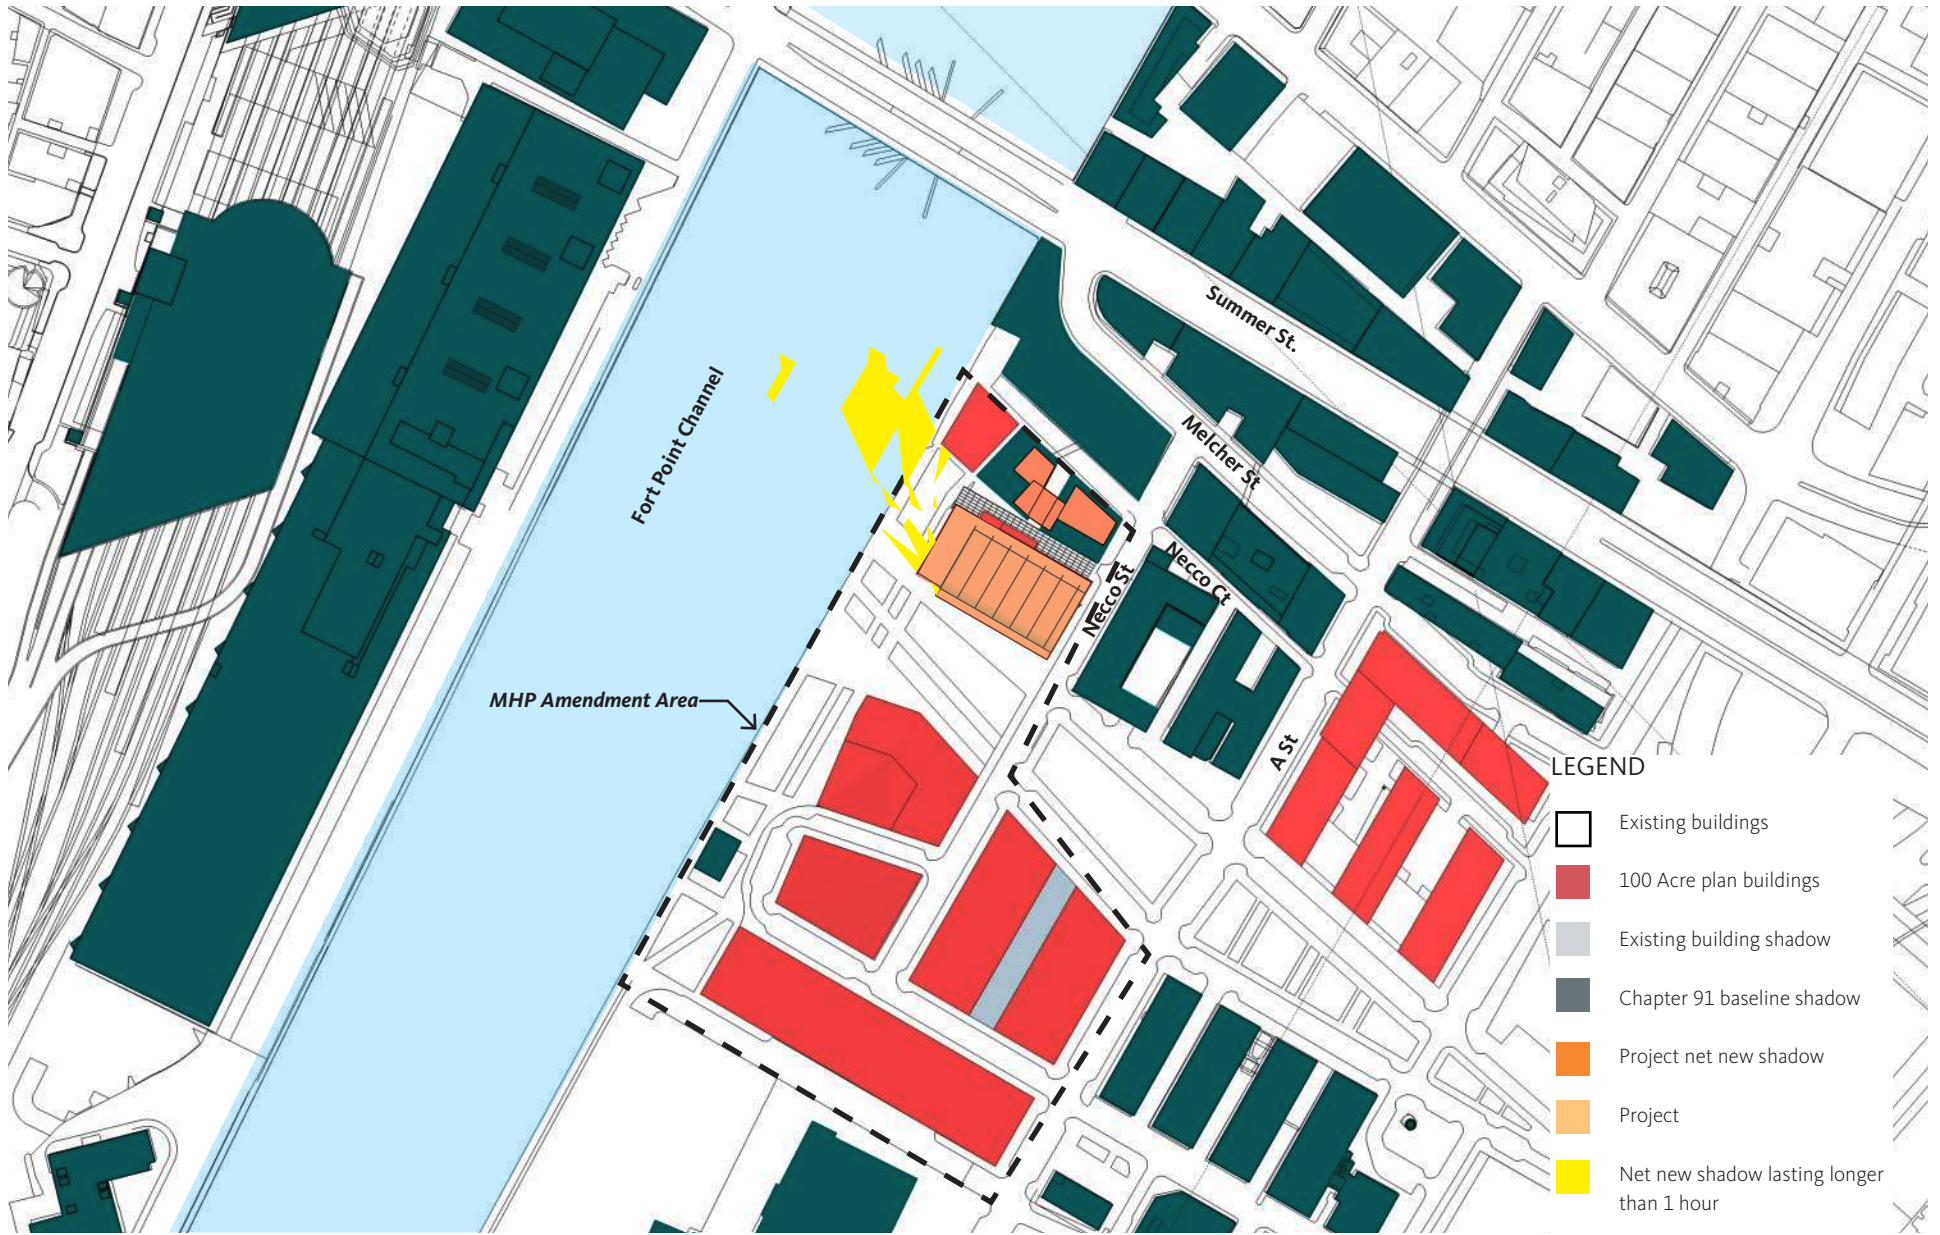 Summer St.
Fort Point Channel
Melcher St
Necco Ct
Necco St
MHP Amendment Area
A St
LEGEND
Existing buildings
100 Acre plan buildings
Existing building shadow
Chapter 91 baseline shadow
Project net new shadow
Project
Net new shadow lasting longer
than 1 hour